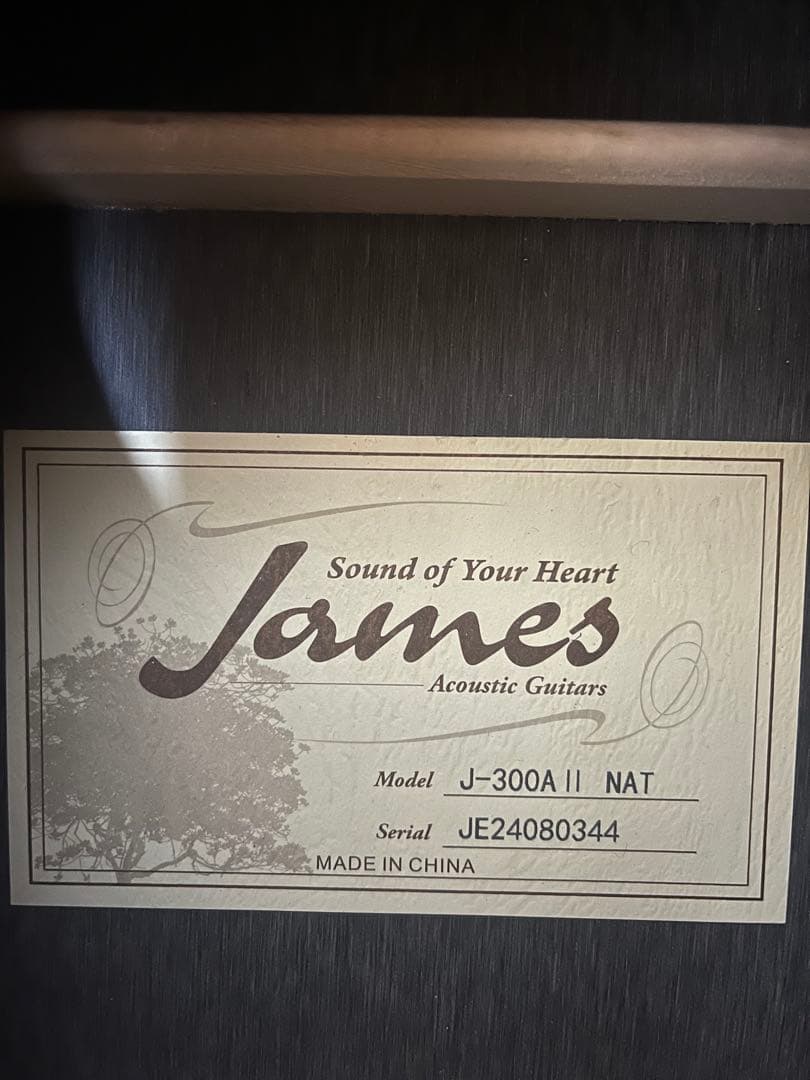 Sound of Your Heart
James
Acoustic Guitars
Model J-300A II NAT
Serial JE24080344
MADE IN CHINA